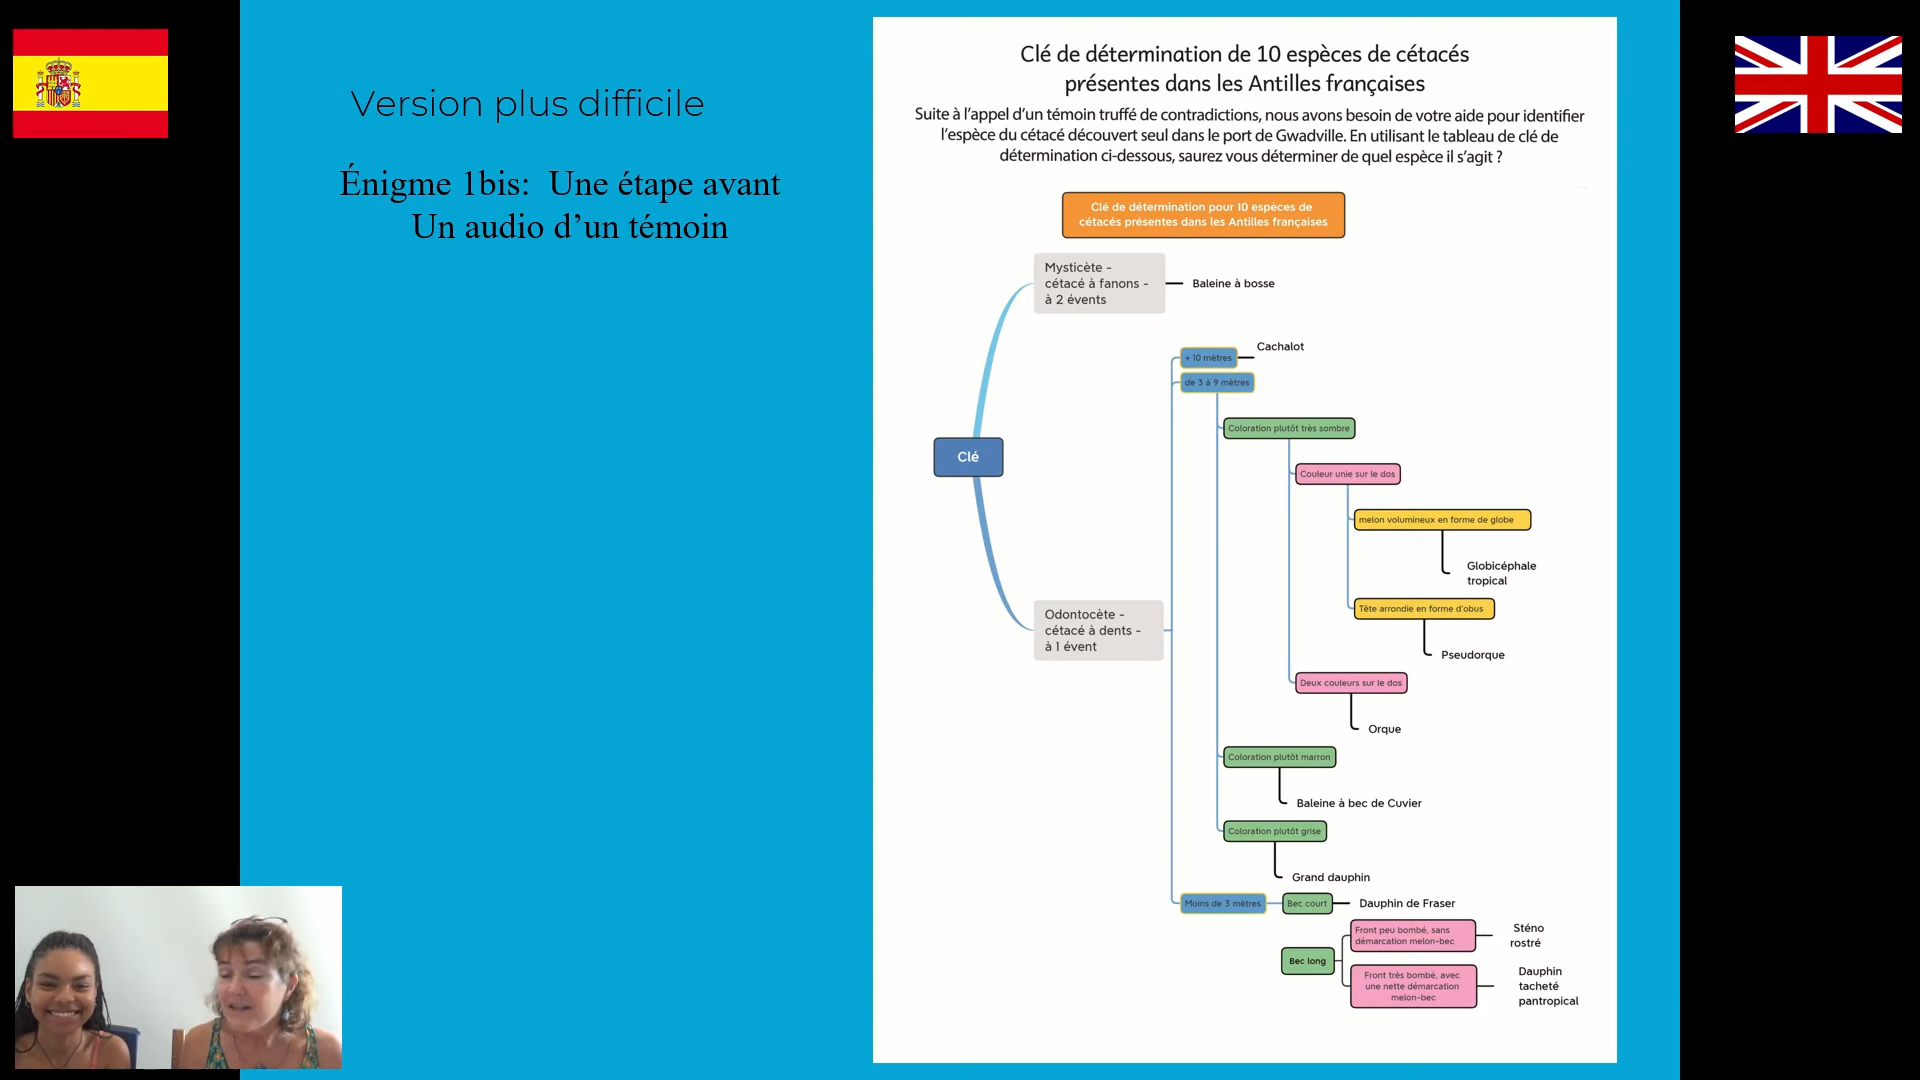 Version plus difficile
Énigme 1bis: Une étape avant
Un audio d’un témoin
Clé de détermination de 10 espèces de cétacés
présentes dans les Antilles françaises
Suite à l’appel d’un témoin truffé de contradictions, nous avons besoin de votre aide pour identifier
l’espèce du cétacé découvert seul dans le port de Gwadville. En utilisant le tableau de clé de
détermination ci-dessous, saurez vous déterminer de quel espèce il s’agit ?
Clé de détermination pour 10 espèces de
cétacés présentes dans les Antilles françaises
Mysticète -
cétacé à fanons -
à 2 évents
Baleine à bosse
Cachalot
+ 10 mètres
de 3 à 9 mètres
Coloration plutôt très sombre
Clé
Couleur unie sur le dos
melon volumineux en forme de globe
Globicéphale
tropical
Tête arrondie en forme d'obus
Odontocète -
cétacé à dents -
à 1 évent
Pseudorque
Deux couleurs sur le dos
Orque
Coloration plutôt marron
Baleine à bec de Cuvier
Coloration plutôt grise
Grand dauphin
Moins de 3 mètres
Bec court
Dauphin de Fraser
Front peu bombé, sans
démarcation melon-bec
Sténo
rostré
Bec long
Front très bombé, avec
une nette démarcation
melon-bec
Dauphin
tacheté
pantropical